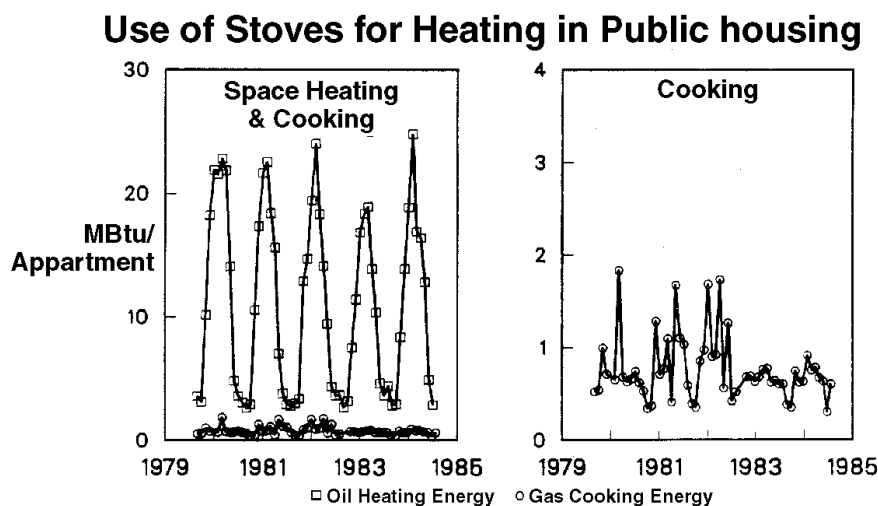 Use of Stoves for Heating in Public housing
30
20
10
0
MBtu/
Appartment
Space Heating
& Cooking
1979
1981
1983
1985
4
3
2
1
0
Cooking
1979
1981
1983
1985
Oil Heating Energy
Gas Cooking Energy